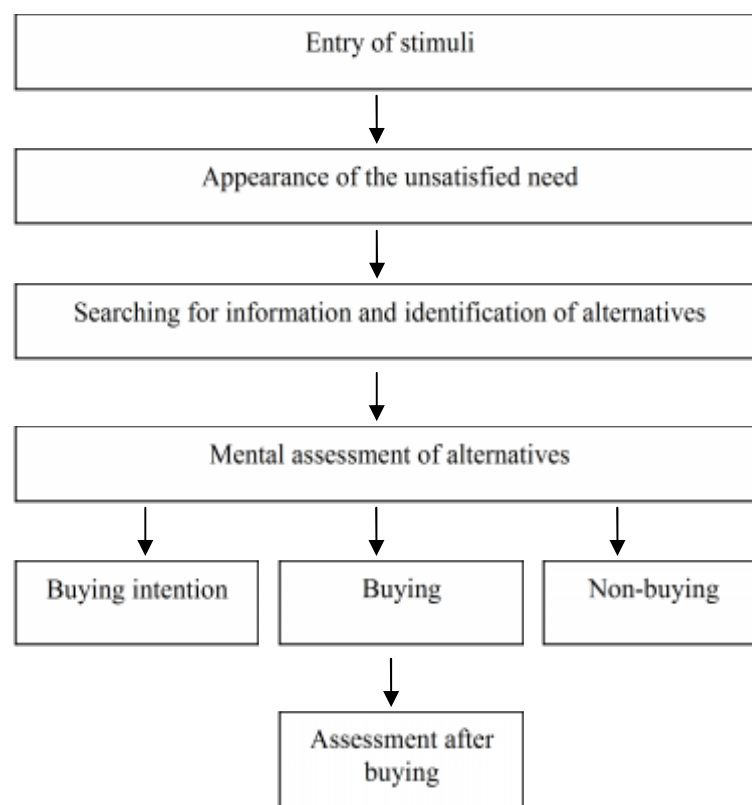 Entry of stimuli
Appearance of the unsatisfied need
Searching for information and identification of alternatives
Mental assessment of alternatives
Buying intention
Buying
Non-buying
Assessment after
buying